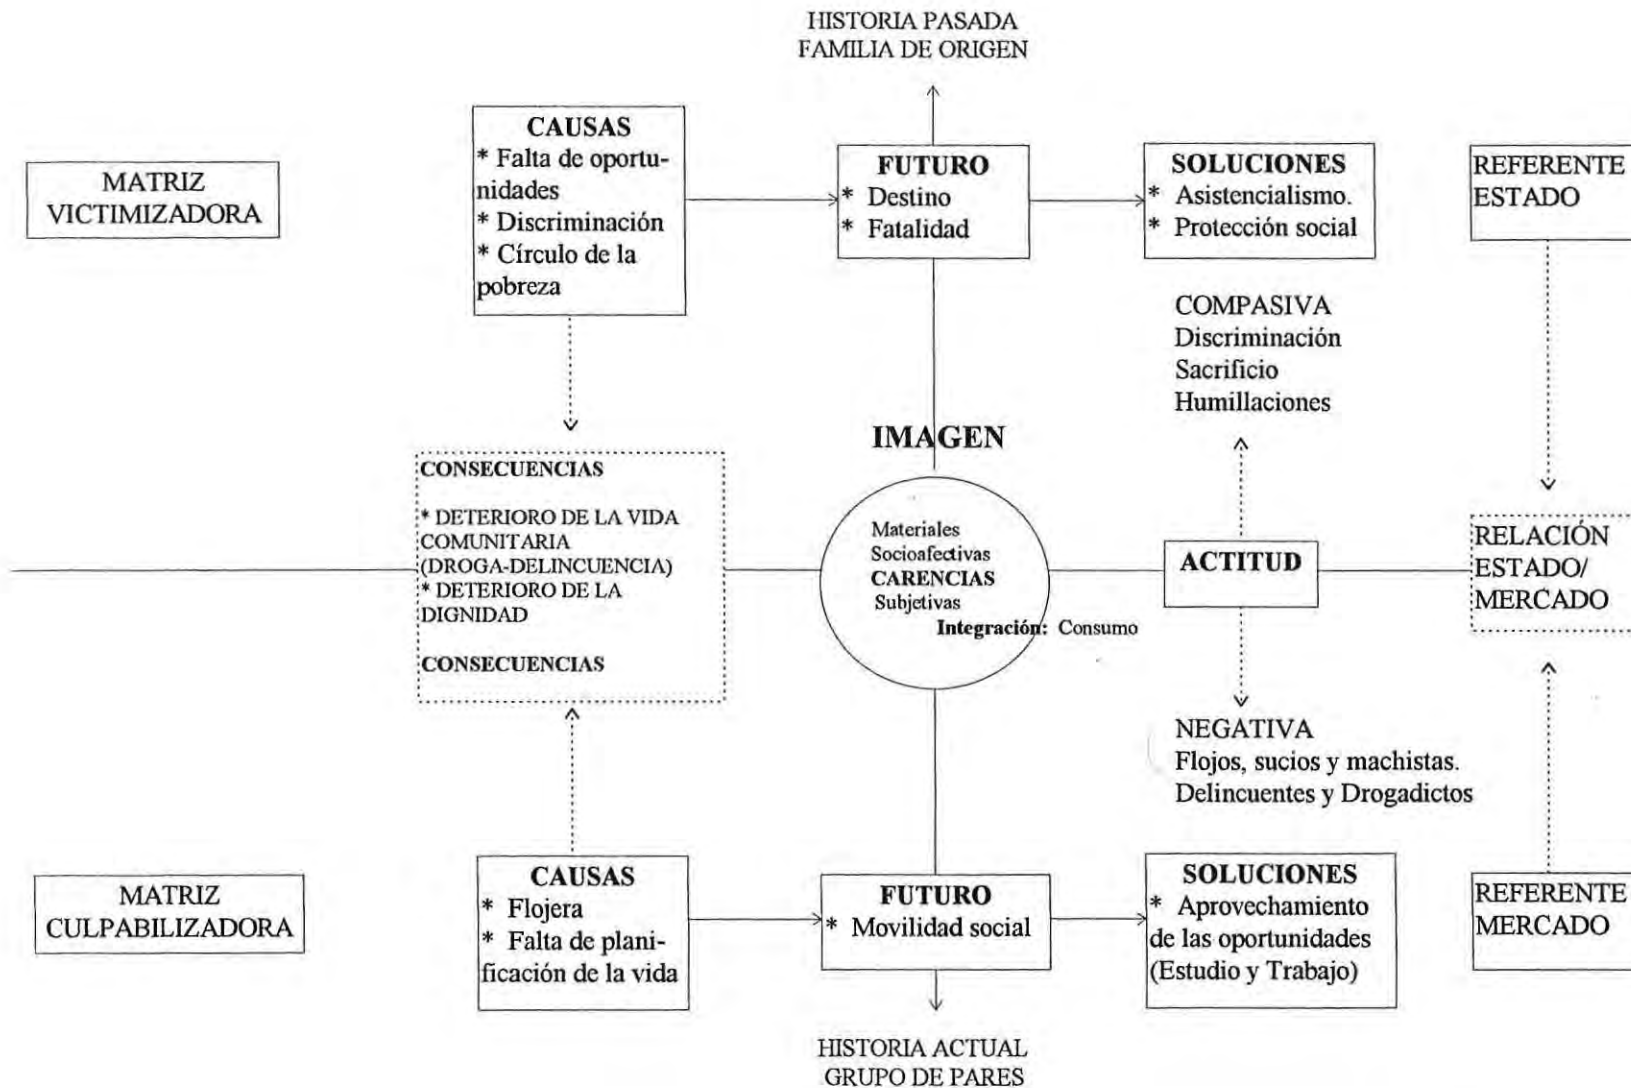 HISTORIA PASADA
FAMILIA DE ORIGEN
MATRIZ
VICTIMIZADORA
CAUSAS
* Falta de oportu-
nidades
* Discriminación
* Círculo de la
pobreza
FUTURO
* Destino
* Fatalidad
SOLUCIONES
* Asistencialismo.
* Protección social
REFERENTE
ESTADO
COMPASIVA
Discriminación
Sacrificio
Humillaciones
IMAGEN
CONSECUENCIAS
* DETERIORO DE LA VIDA
COMUNITARIA
(DROGA-DELINCUENCIA)
* DETERIORO DE LA
DIGNIDAD
CONSECUENCIAS
Materiales
Socioafectivas
CARENCIAS
Subjetivas
Integración: Consumo
ACTITUD
RELACIÓN
ESTADO/
MERCADO
NEGATIVA
Flojos, sucios y machistas.
Delincuentes y Drogadictos
MATRIZ
CULPABILIZADORA
CAUSAS
* Flojera
* Falta de plani-
ficación de la vida
FUTURO
* Movilidad social
SOLUCIONES
* Aprovechamiento
de las oportunidades
(Estudio y Trabajo)
REFERENTE
MERCADO
HISTORIA ACTUAL
GRUPO DE PARES